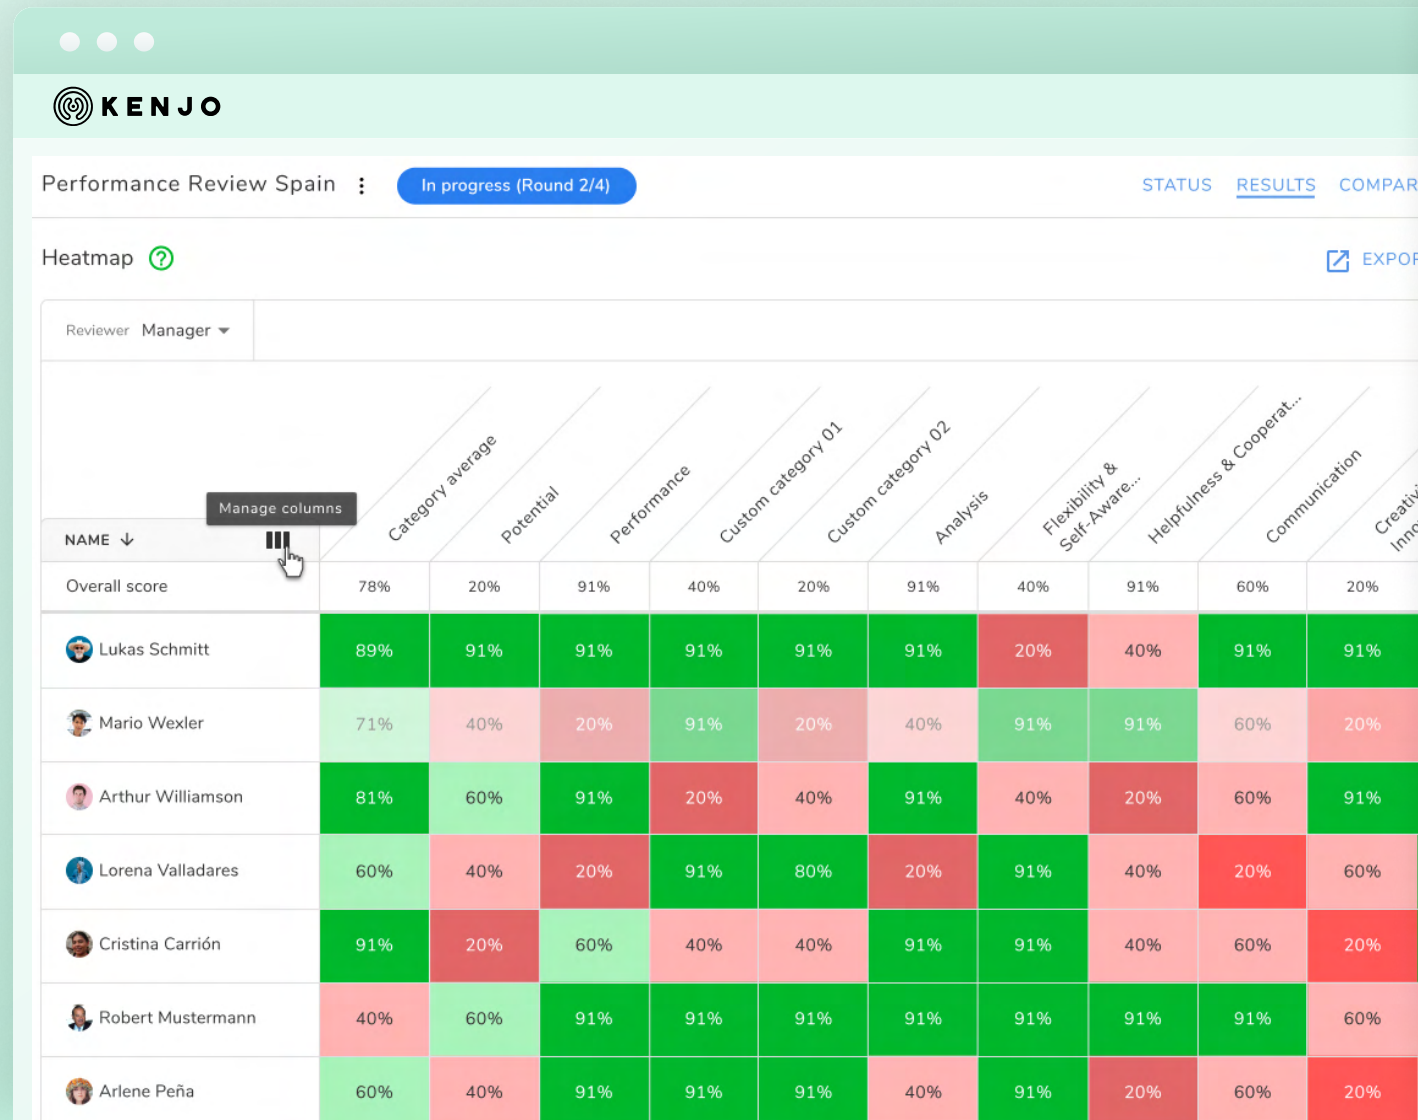 KENJO
Performance Review Spain
In progress (Round 2/4)
STATUS RESULTS COMPAR
Heatmap ?
EXPOR
Reviewer Manager
Category average
Potential
Performance
Custom category 01
Custom category 02
Analysis
Flexibility &
Self-Aware...
Helpfulness & Cooperat...
Communication
Creativi
Inno
Manage columns
NAME
Overall score 78% 20% 91% 40% 20% 91% 40% 91% 60% 20%
Lukas Schmitt 89% 91% 91% 91% 91% 91% 20% 40% 91% 91%
Mario Wexler 71% 40% 20% 91% 20% 40% 91% 91% 60% 20%
Arthur Williamson 81% 60% 91% 20% 40% 91% 40% 20% 60% 91%
Lorena Valladares 60% 40% 20% 91% 80% 20% 91% 40% 20% 60%
Cristina Carrión 91% 20% 60% 40% 40% 91% 91% 40% 60% 20%
Robert Mustermann 40% 60% 91% 91% 91% 91% 91% 91% 91% 60%
Arlene Peña 60% 40% 91% 91% 91% 40% 91% 20% 60% 20%